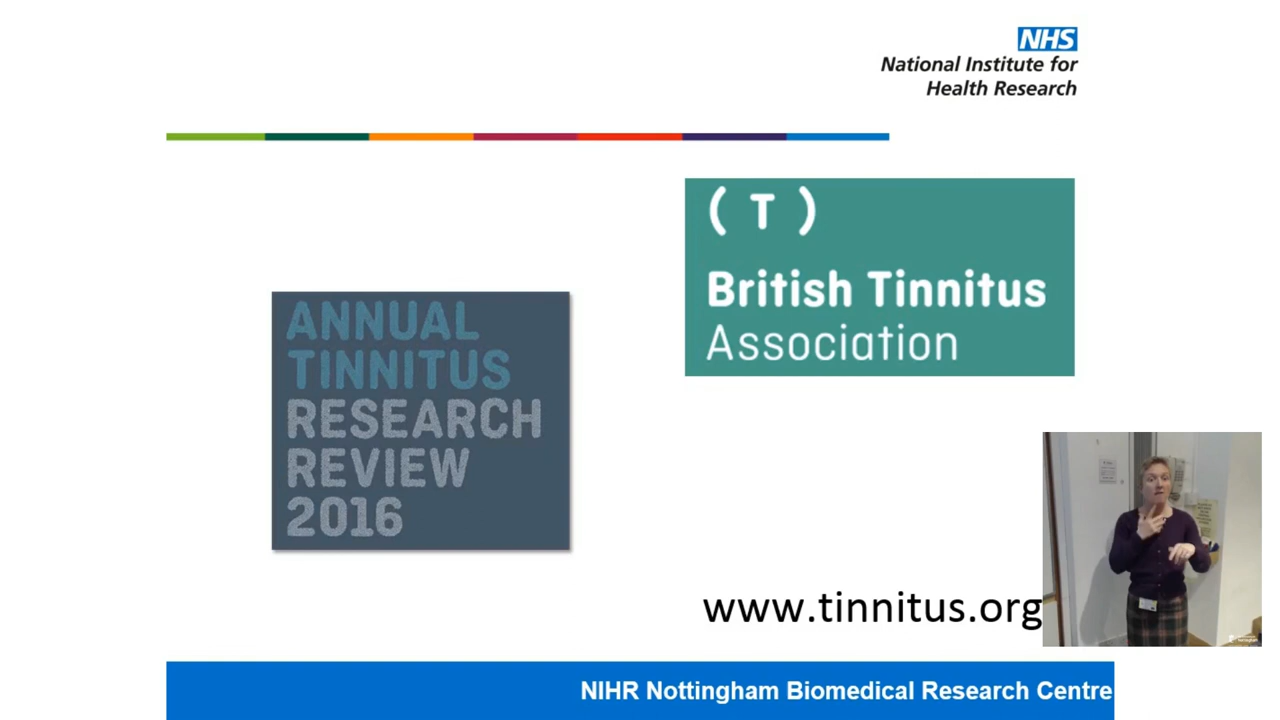 NHS
National Institute for
Health Research
( T )
British Tinnitus
Association
ANNUAL
TINNITUS
RESEARCH
REVIEW
2016
www.tinnitus.org
NIHR Nottingham Biomedical Research Centre